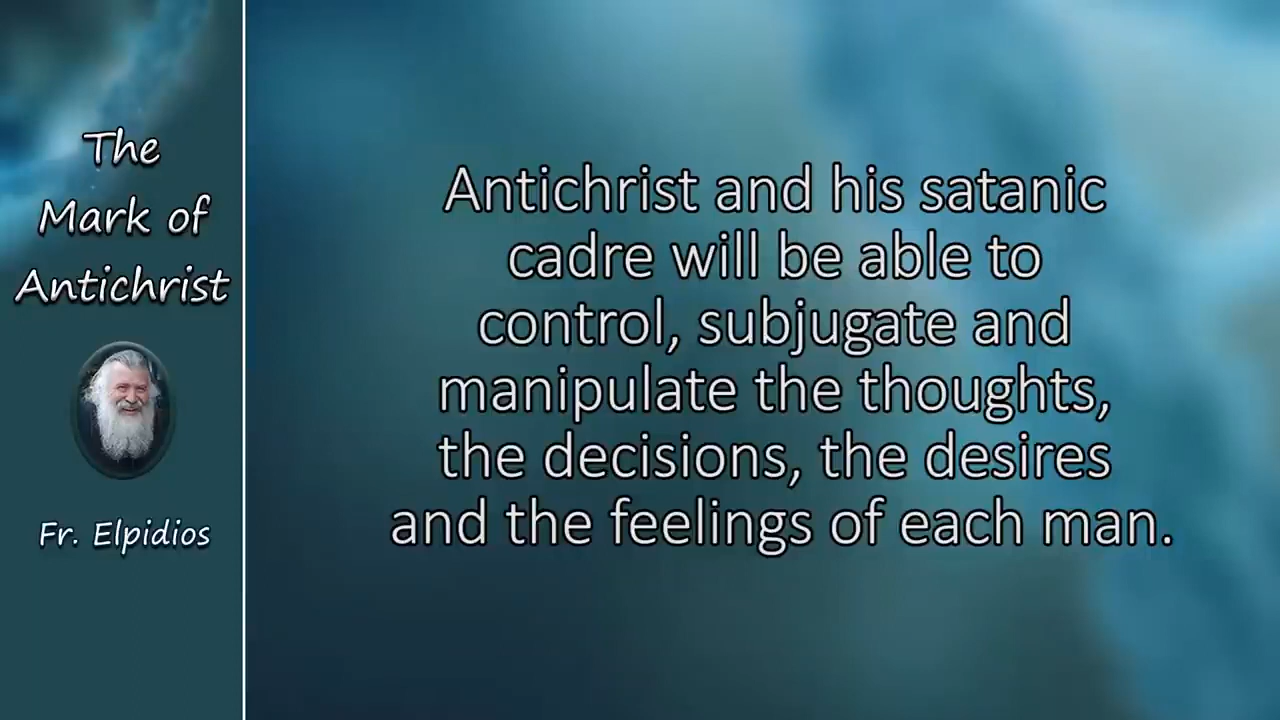 The
Mark of
Antichrist
Fr. Elpidios
Antichrist and his satanic
cadre will be able to
control, subjugate and
manipulate the thoughts,
the decisions, the desires
and the feelings of each man.